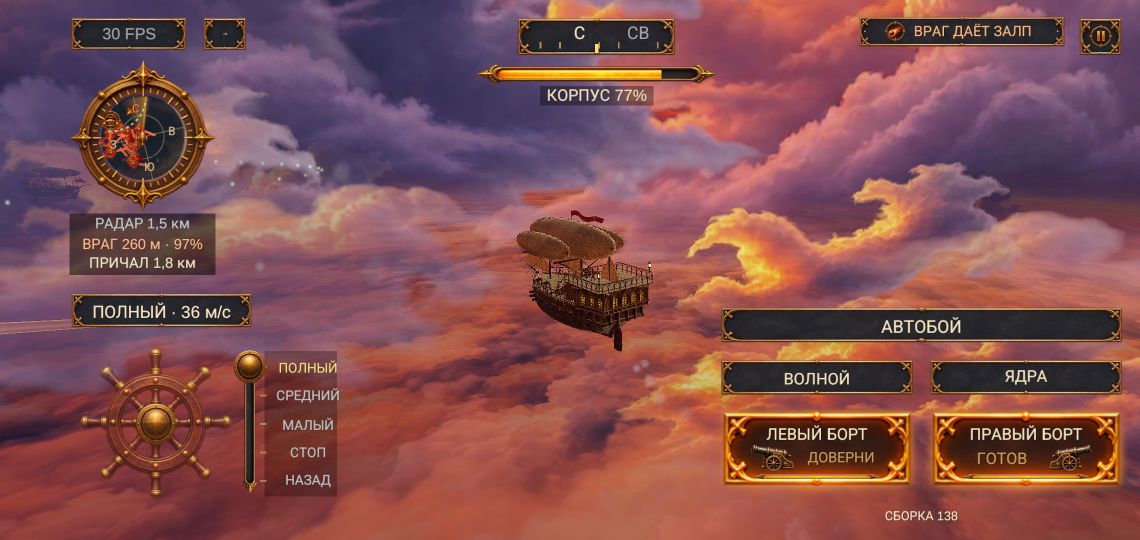 30 FPS
С СВ
ВРАГ ДАЁТ ЗАЛП
КОРПУС 77%
С
В
З
Ю
РАДАР 1,5 км
ВРАГ 260 м · 97%
ПРИЧАЛ 1,8 км
ПОЛНЫЙ · 36 м/с
ПОЛНЫЙ
СРЕДНИЙ
МАЛЫЙ
СТОП
НАЗАД
АВТОБОЙ
ВОЛНОЙ
ЯДРА
ЛЕВЫЙ БОРТ
ДОВЕРНИ
ПРАВЫЙ БОРТ
ГОТОВ
СБОРКА 138